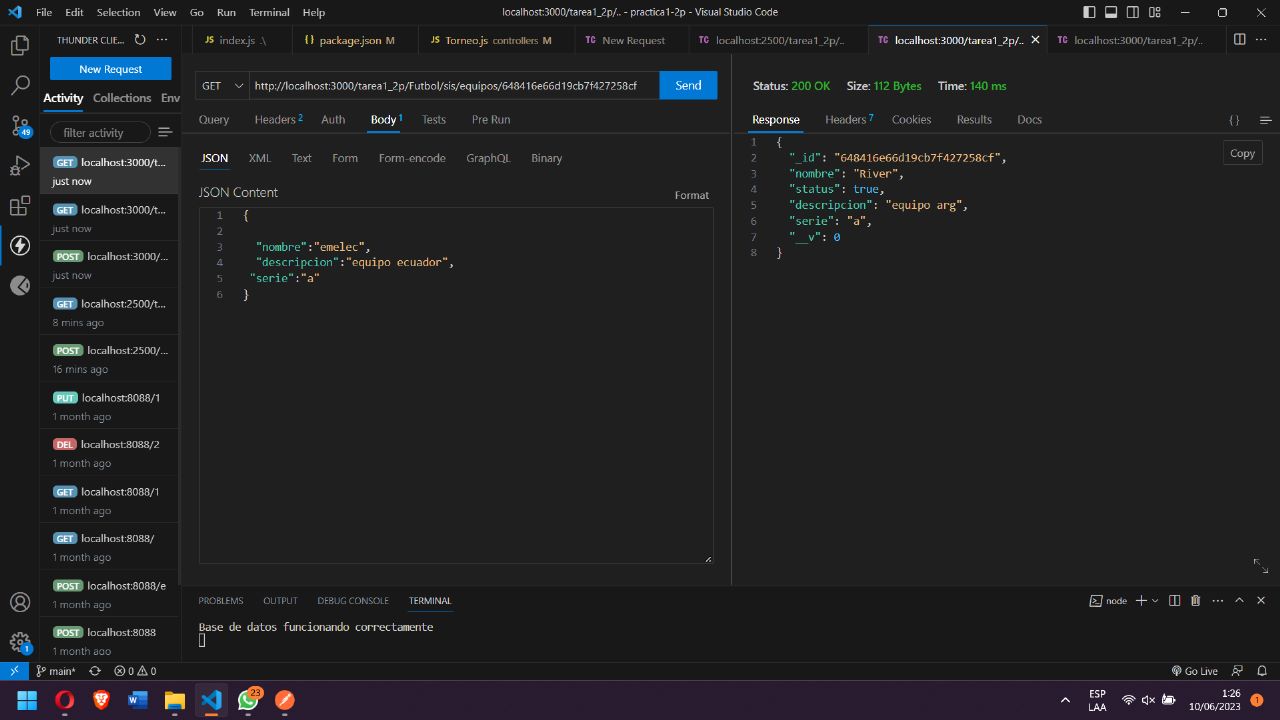 File Edit Selection View Go Run Terminal Help
localhost:3000/tarea1_2p/.. - practica1-2p - Visual Studio Code
THUNDER CLIE... ···
JS index.js .\
{} package.json M
JS Torneo.js controllers M
TC New Request
TC localhost:2500/tarea1_2p/..
TC localhost:3000/tarea1_2p/..
TC localhost:3000/tarea1_2p/..
New Request
Activity Collections Env
filter activity
GET localhost:3000/t...
just now
GET localhost:3000/t...
just now
POST localhost:3000/...
just now
GET localhost:2500/t...
8 mins ago
POST localhost:2500/...
16 mins ago
PUT localhost:8088/1
1 month ago
DEL localhost:8088/2
1 month ago
GET localhost:8088/1
1 month ago
GET localhost:8088/
1 month ago
POST localhost:8088/e
1 month ago
POST localhost:8088
1 month ago
49
1
GET http://localhost:3000/tarea1_2p/Futbol/sis/equipos/648416e66d19cb7f427258cf Send
Query Headers 2 Auth Body 1 Tests Pre Run
JSON XML Text Form Form-encode GraphQL Binary
JSON Content Format
1 {
2
3 "nombre":"emelec",
4 "descripcion":"equipo ecuador",
5 "serie":"a"
6 }
Status: 200 OK Size: 112 Bytes Time: 140 ms
Response Headers 7 Cookies Results Docs {}
Copy
1 {
2 "_id": "648416e66d19cb7f427258cf",
3 "nombre": "River",
4 "status": true,
5 "descripcion": "equipo arg",
6 "serie": "a",
7 "__v": 0
8 }
PROBLEMS OUTPUT DEBUG CONSOLE TERMINAL
node
Base de datos funcionando correctamente
main* 0 0
Go Live
23
ESP
LAA
1:26
10/06/2023
1